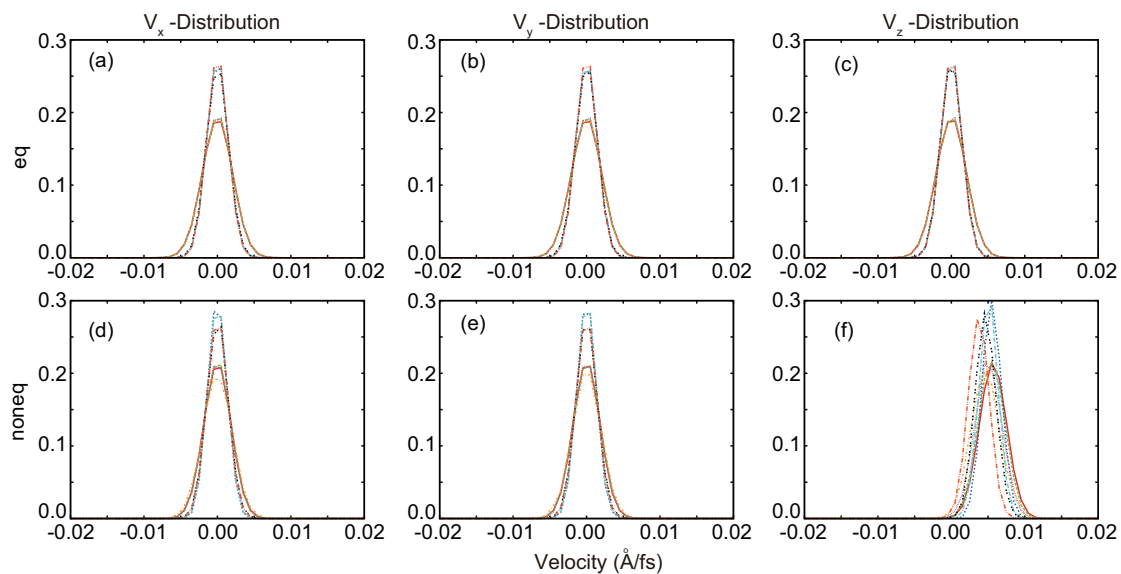 Vx -Distribution Vy -Distribution Vz -Distribution
0.3 0.3 0.3
(a) (b) (c)
0.2 0.2 0.2
eq
0.1 0.1 0.1
0.0 0.0 0.0
-0.02 -0.01 0.00 0.01 0.02 -0.02 -0.01 0.00 0.01 0.02 -0.02 -0.01 0.00 0.01 0.02
0.3 0.3 0.3
(d) (e) (f)
0.2 0.2 0.2
noneq
0.1 0.1 0.1
0.0 0.0 0.0
-0.02 -0.01 0.00 0.01 0.02 -0.02 -0.01 0.00 0.01 0.02 -0.02 -0.01 0.00 0.01 0.02
Velocity (Å/fs)